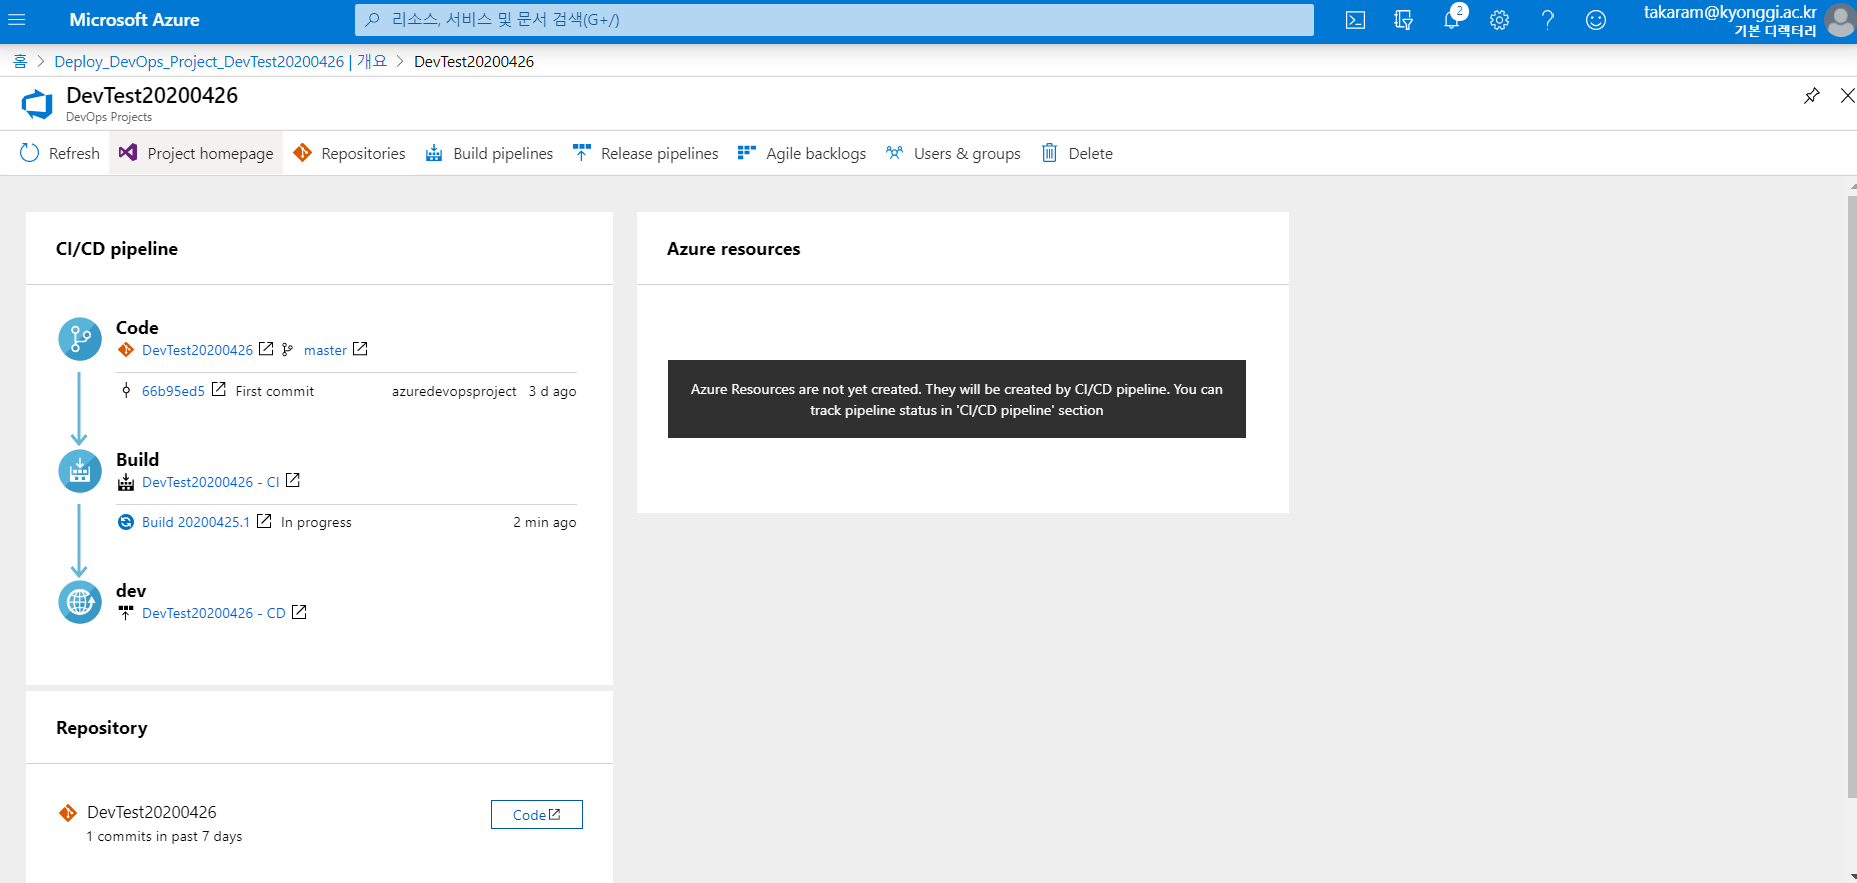 Microsoft Azure
리소스, 서비스 및 문서 검색(G+/)
2
takaram@kyonggi.ac.kr
기본 디렉터리
홈 > Deploy_DevOps_Project_DevTest20200426 | 개요 > DevTest20200426
DevTest20200426
DevOps Projects
Refresh Project homepage Repositories Build pipelines Release pipelines Agile backlogs Users & groups Delete
CI/CD pipeline
Code
DevTest20200426 master
66b95ed5 First commit azuredevopsproject 3 d ago
Build
DevTest20200426 - CI
Build 20200425.1 In progress 2 min ago
dev
DevTest20200426 - CD
Azure resources
Azure Resources are not yet created. They will be created by CI/CD pipeline. You can
track pipeline status in 'CI/CD pipeline' section
Repository
DevTest20200426
1 commits in past 7 days
Code